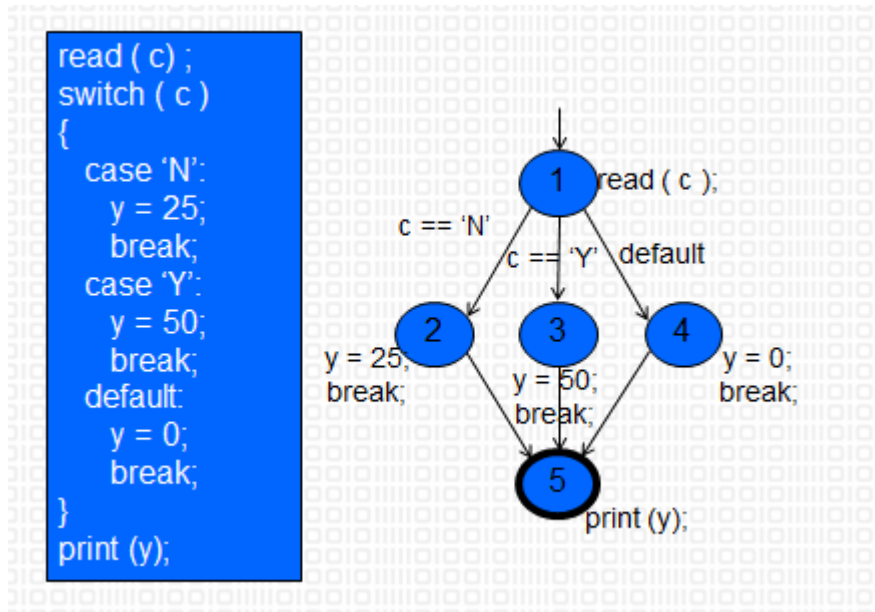 read ( c) ;
switch ( c )
{
case ‘N’:
y = 25;
break;
case ‘Y’:
y = 50;
break;
default:
y = 0;
break;
}
print (y);
1
read ( c );
c == ‘N’
c == ‘Y’
default
2
3
4
y = 25;
break;
y = 50;
break;
y = 0;
break;
5
print (y);